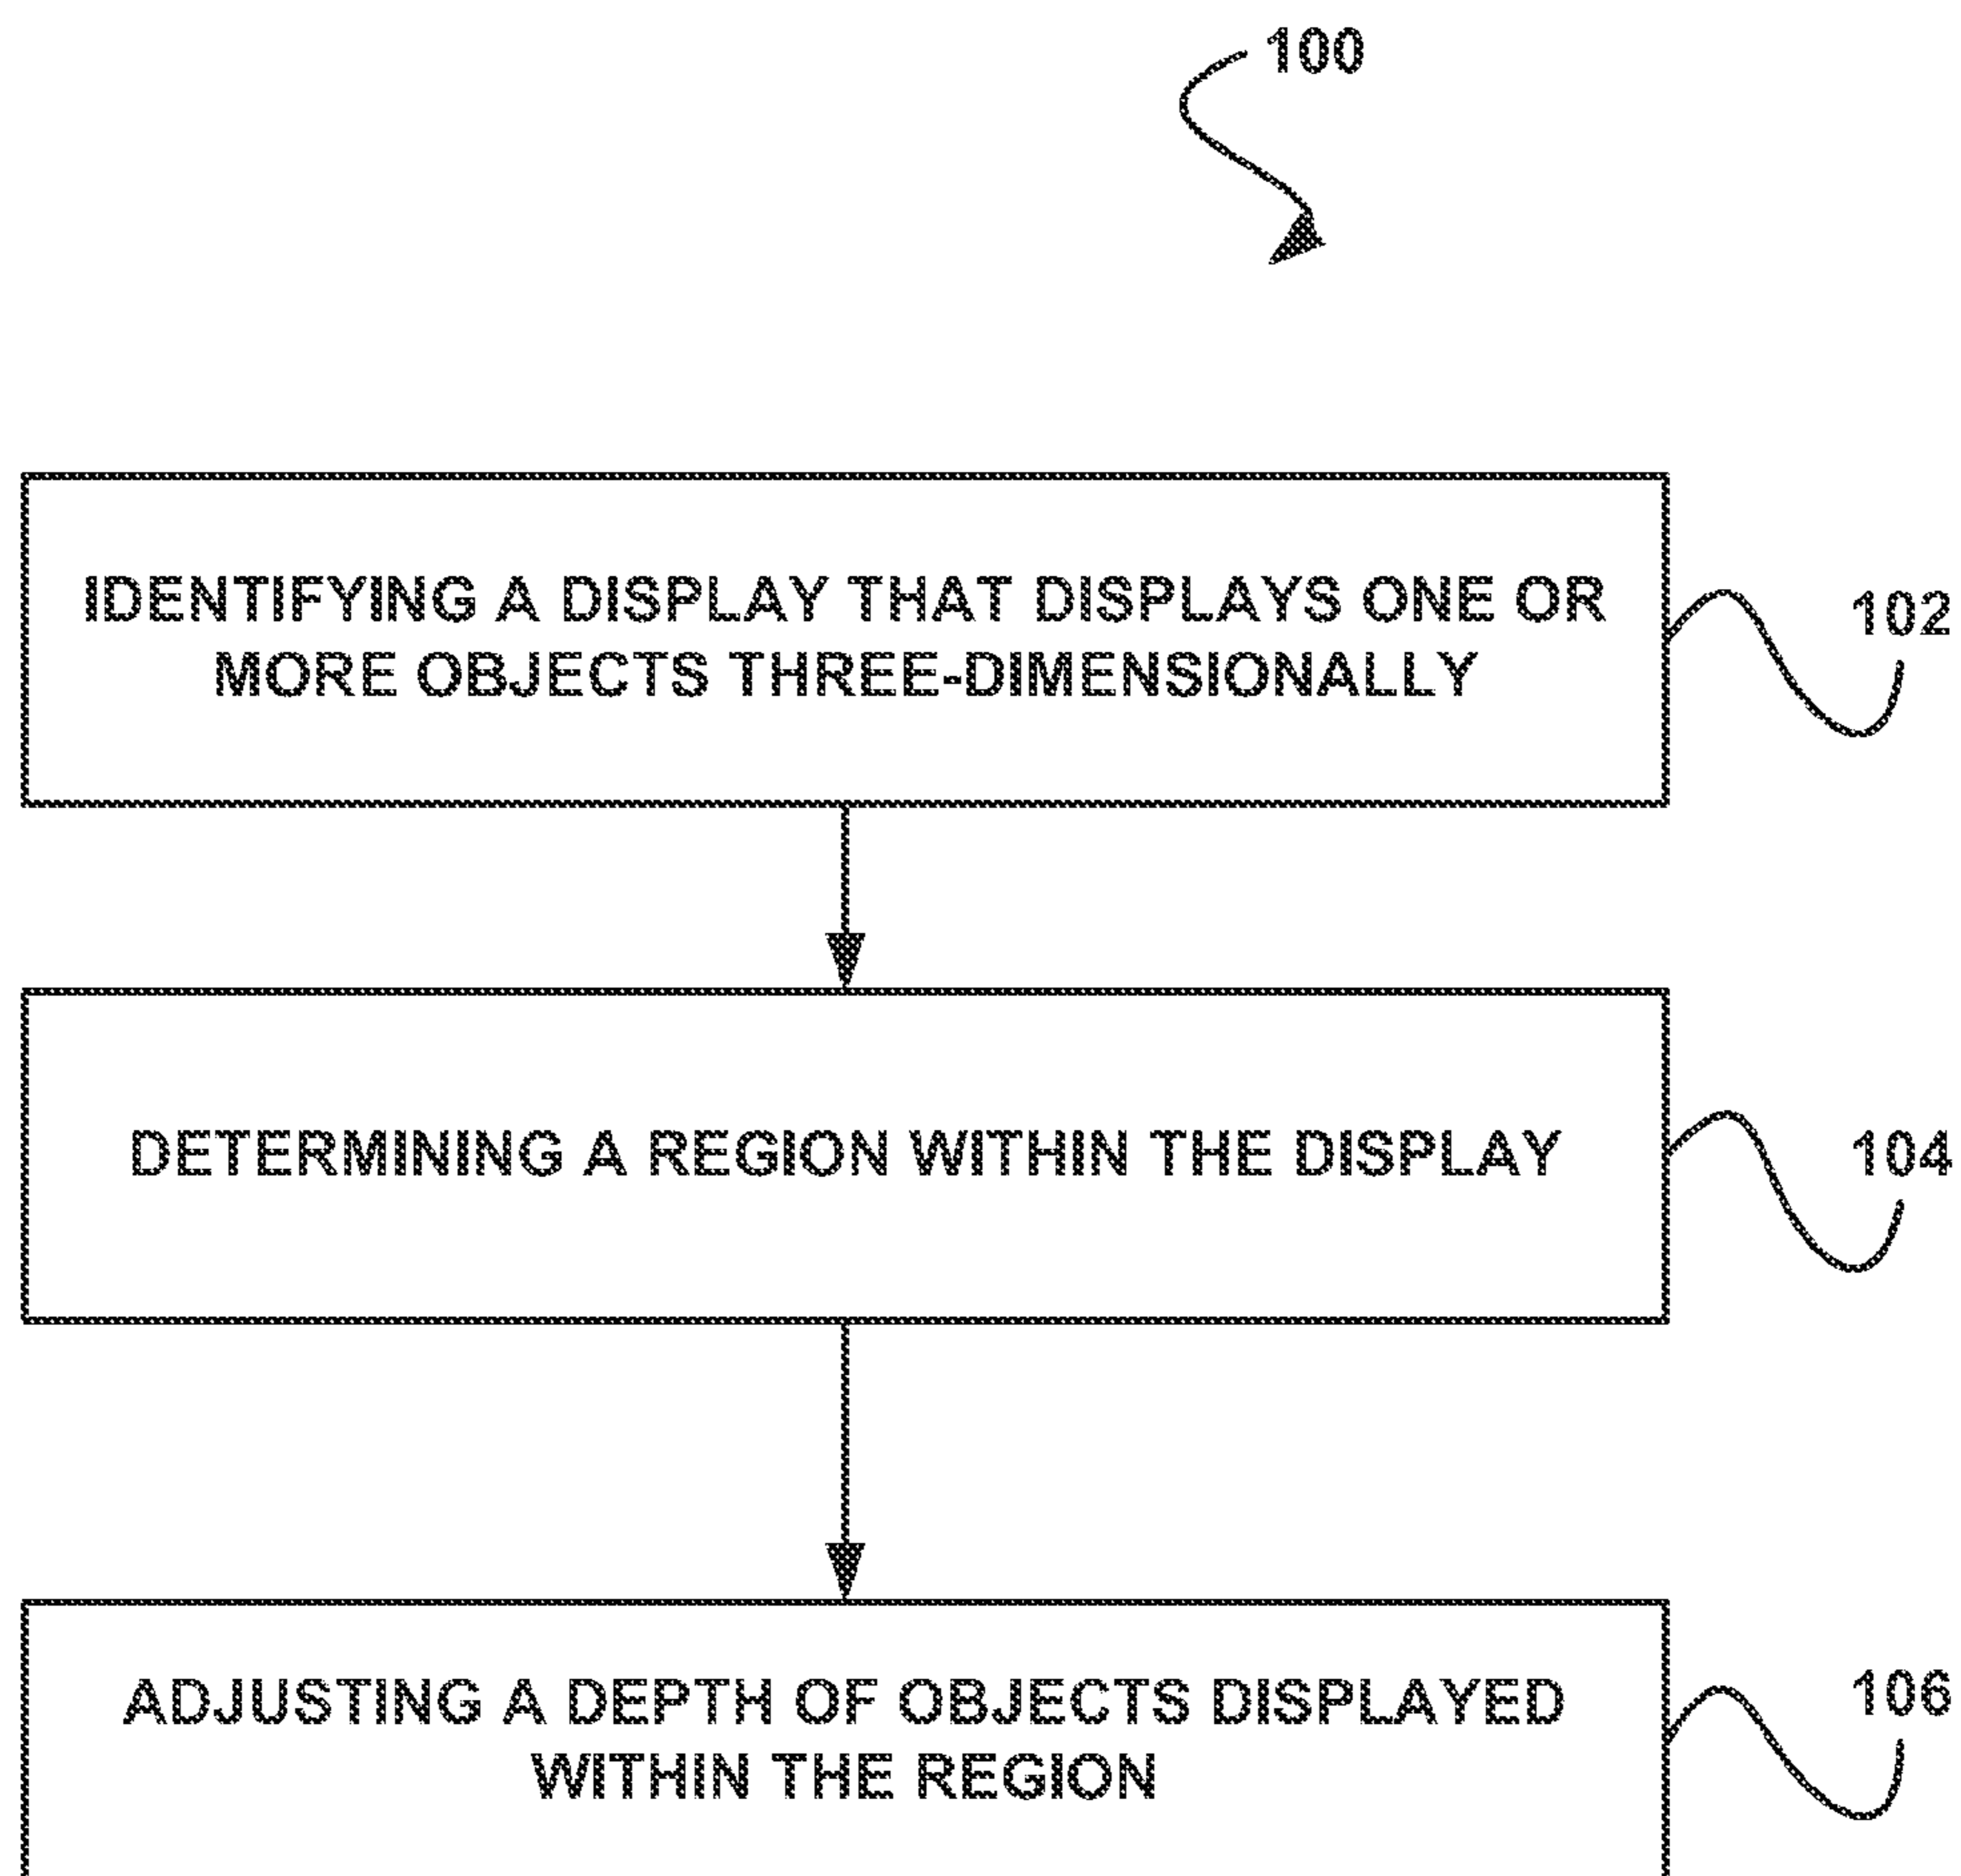 100
IDENTIFYING A DISPLAY THAT DISPLAYS ONE OR
MORE OBJECTS THREE-DIMENSIONALLY
102
DETERMINING A REGION WITHIN THE DISPLAY
104
ADJUSTING A DEPTH OF OBJECTS DISPLAYED
WITHIN THE REGION
106